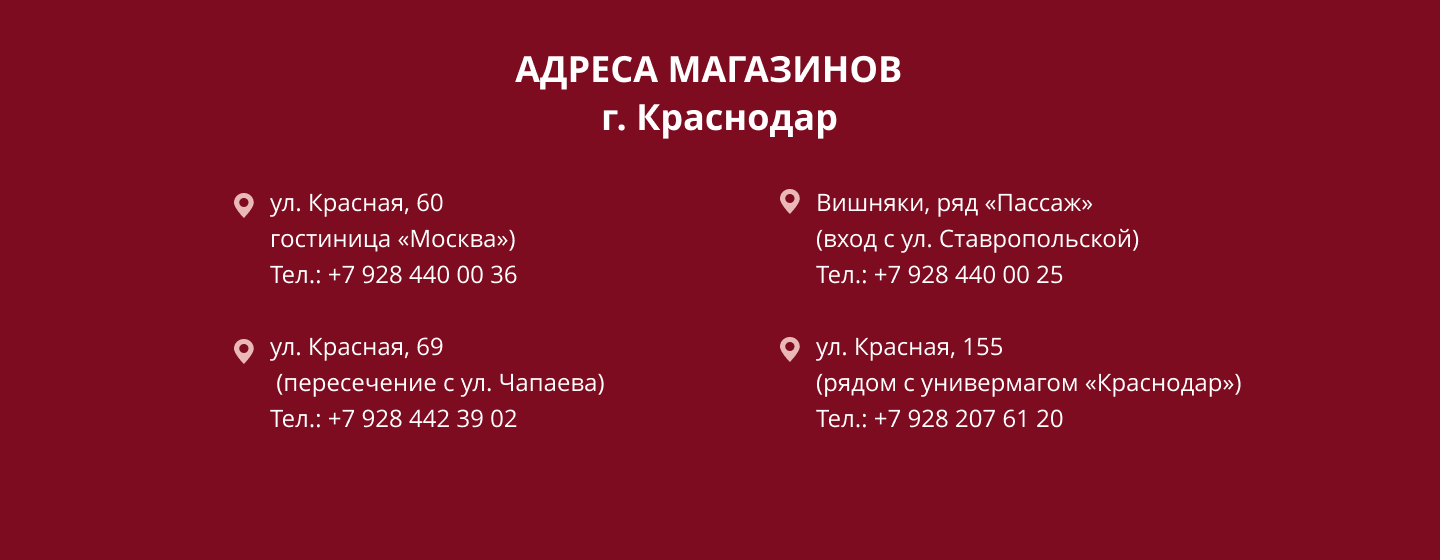 АДРЕСА МАГАЗИНОВ
г. Краснодар
ул. Красная, 60
гостиница «Москва»)
Тел.: +7 928 440 00 36
ул. Красная, 69
(пересечение с ул. Чапаева)
Тел.: +7 928 442 39 02
Вишняки, ряд «Пассаж»
(вход с ул. Ставропольской)
Тел.: +7 928 440 00 25
ул. Красная, 155
(рядом с универмагом «Краснодар»)
Тел.: +7 928 207 61 20